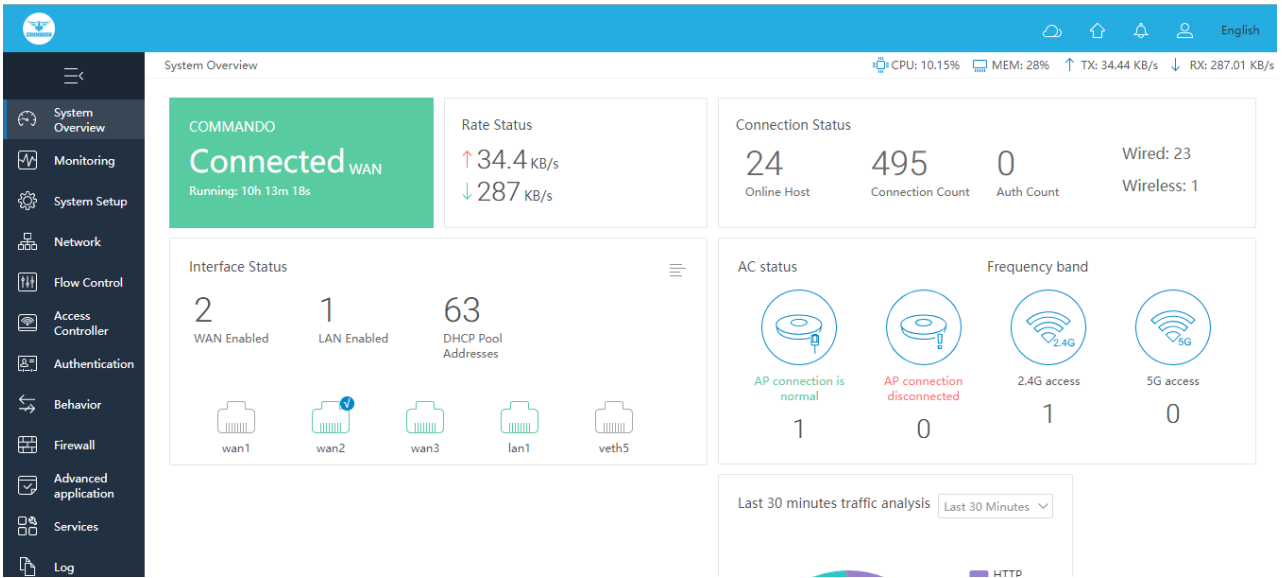 COMMANDO
English
System Overview
CPU: 10.15% MEM: 28% TX: 34.44 KB/s RX: 287.01 KB/s
System
Overview
Monitoring
System Setup
Network
Flow Control
Access
Controller
Authentication
Behavior
Firewall
Advanced
application
Services
Log
COMMANDO
Connected WAN
Running: 10h 13m 18s
Rate Status
34.4 KB/s
287 KB/s
Connection Status
24
Online Host
495
Connection Count
0
Auth Count
Wired: 23
Wireless: 1
Interface Status
2
WAN Enabled
1
LAN Enabled
63
DHCP Pool
Addresses
wan1
wan2
wan3
lan1
veth5
AC status
Frequency band
AP connection is
normal
1
AP connection
disconnected
0
2.4G
2.4G access
1
5G
5G access
0
Last 30 minutes traffic analysis
Last 30 Minutes
HTTP